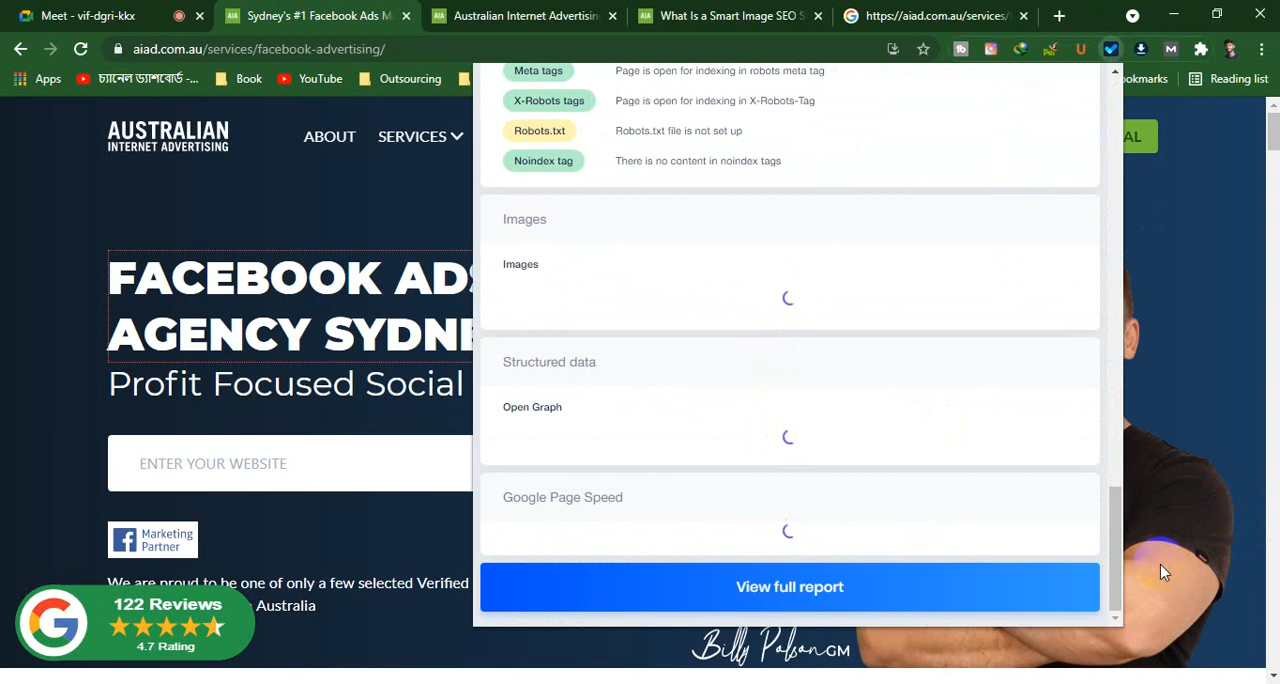 Meet - vif-dgri-kkx
Sydney's #1 Facebook Ads M
Australian Internet Advertisin
What Is a Smart Image SEO S
https://aiad.com.au/services/
aiad.com.au/services/facebook-advertising/
Apps
চ্যানেল ড্যাশবোর্ড -...
Book
YouTube
Outsourcing
okmarks
Reading list
AUSTRALIAN
INTERNET ADVERTISING
ABOUT
SERVICES
AL
Meta tags
Page is open for indexing in robots meta tag
X-Robots tags
Page is open for indexing in X-Robots-Tag
Robots.txt
Robots.txt file is not set up
Noindex tag
There is no content in noindex tags
Images
Images
Structured data
Open Graph
Google Page Speed
View full report
FACEBOOK ADS
AGENCY SYDNE
Profit Focused Social
ENTER YOUR WEBSITE
Marketing
Partner
We are proud to be one of only a few selected Verified
Australia
122 Reviews
4.7 Rating
Billy Polson GM